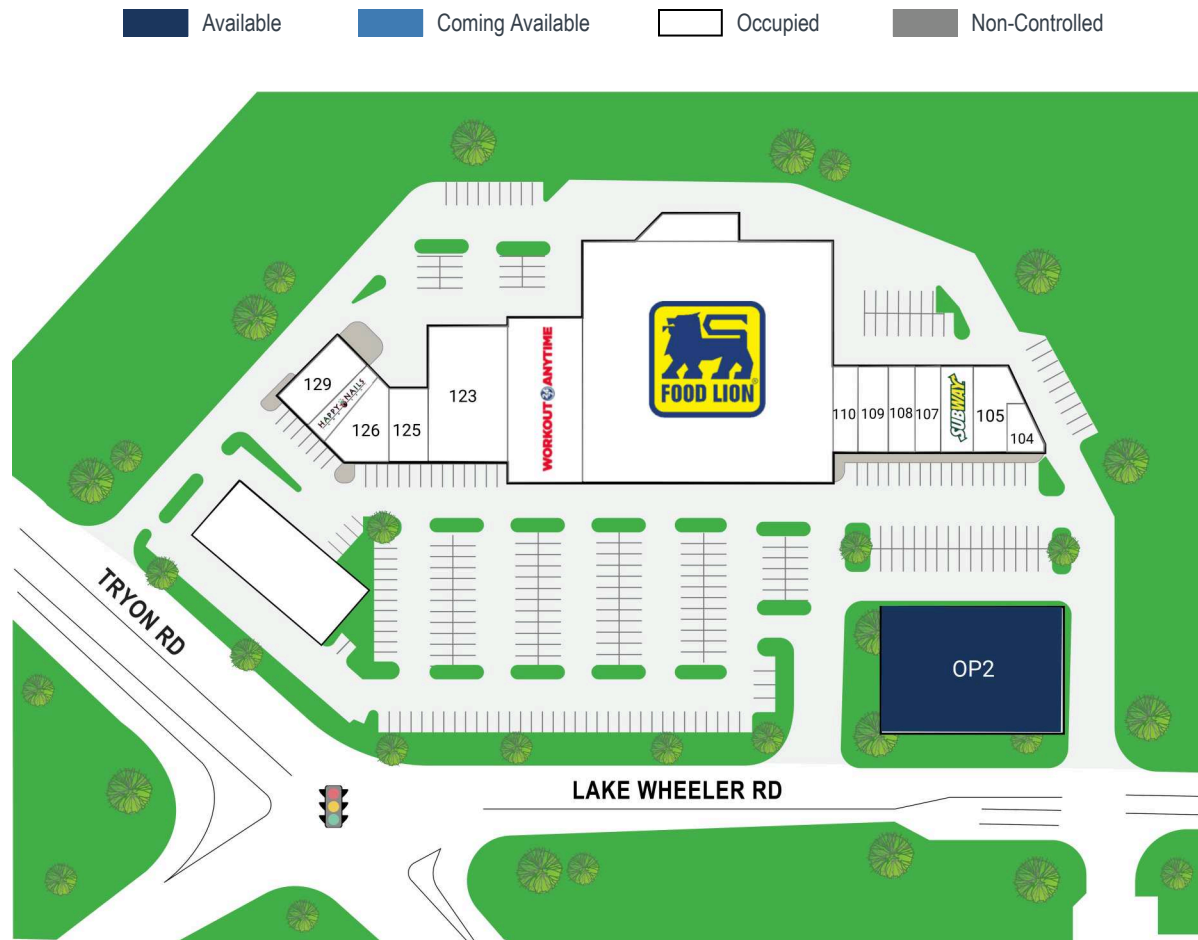 Available
Coming Available
Occupied
Non-Controlled
129
HAPPY NAILS
126
125
123
WORKOUT ANYTIME
FOOD LION®
110
109
108
107
SUBWAY
105
104
TRYON RD
OP2
LAKE WHEELER RD